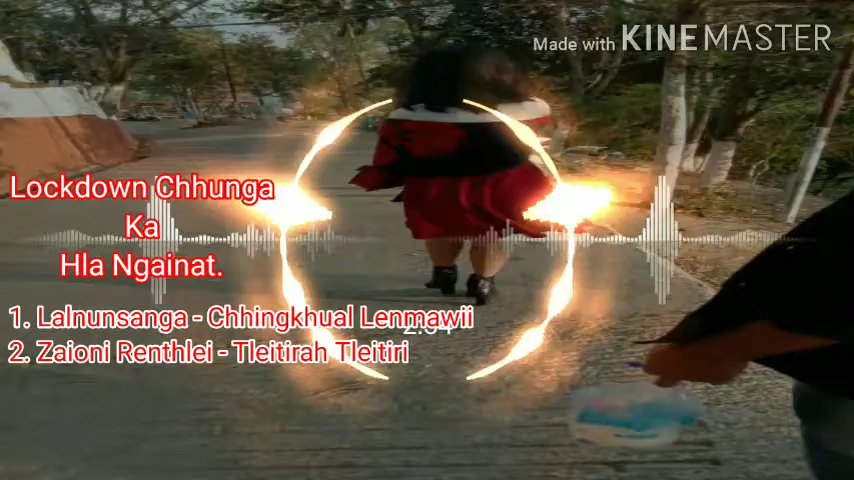 Made with KINEMASTER
Lockdown Chhunga
Ka
Hla Ngainat.
1. Lalnunsanga - Chhingkhual Lenmawii
2. Zaioni Renthlei - Tleitirah Tleitiri